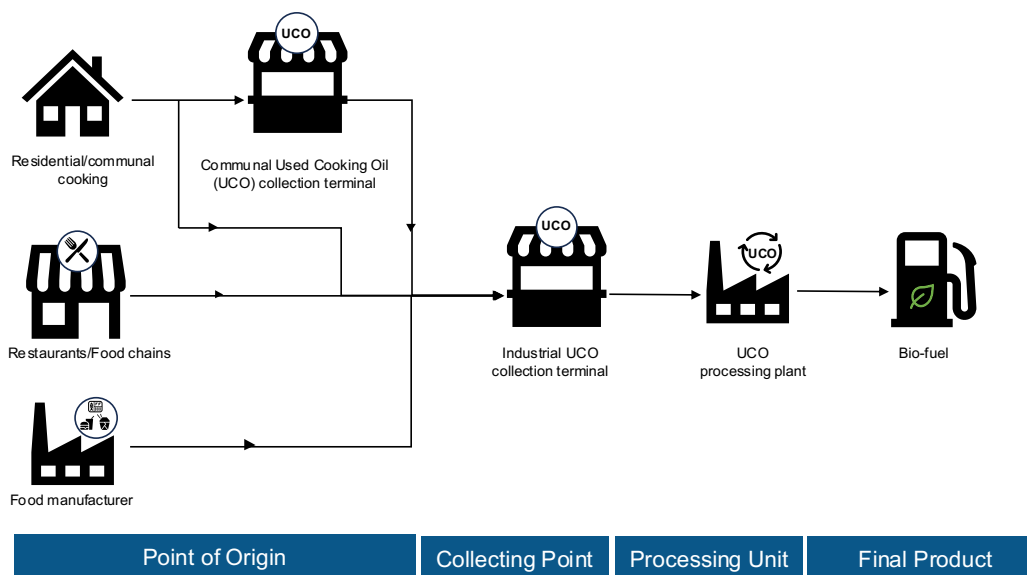 UCO
Residential/communal
cooking
Communal Used Cooking Oil
(UCO) collection terminal
UCO
UCO
Restaurants/Food chains
Industrial UCO
collection terminal
UCO
processing plant
Bio-fuel
Food manufacturer
Point of Origin
Collecting Point
Processing Unit
Final Product